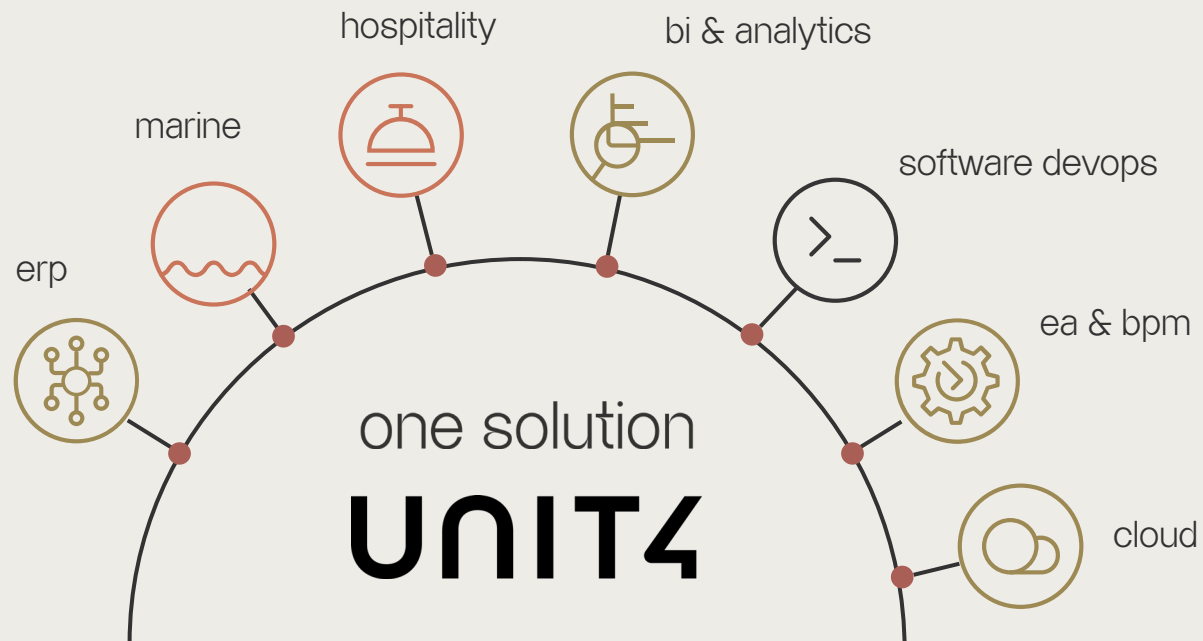 hospitality
bi & analytics
marine
software devops
erp
ea & bpm
one solution
UNIT4
cloud